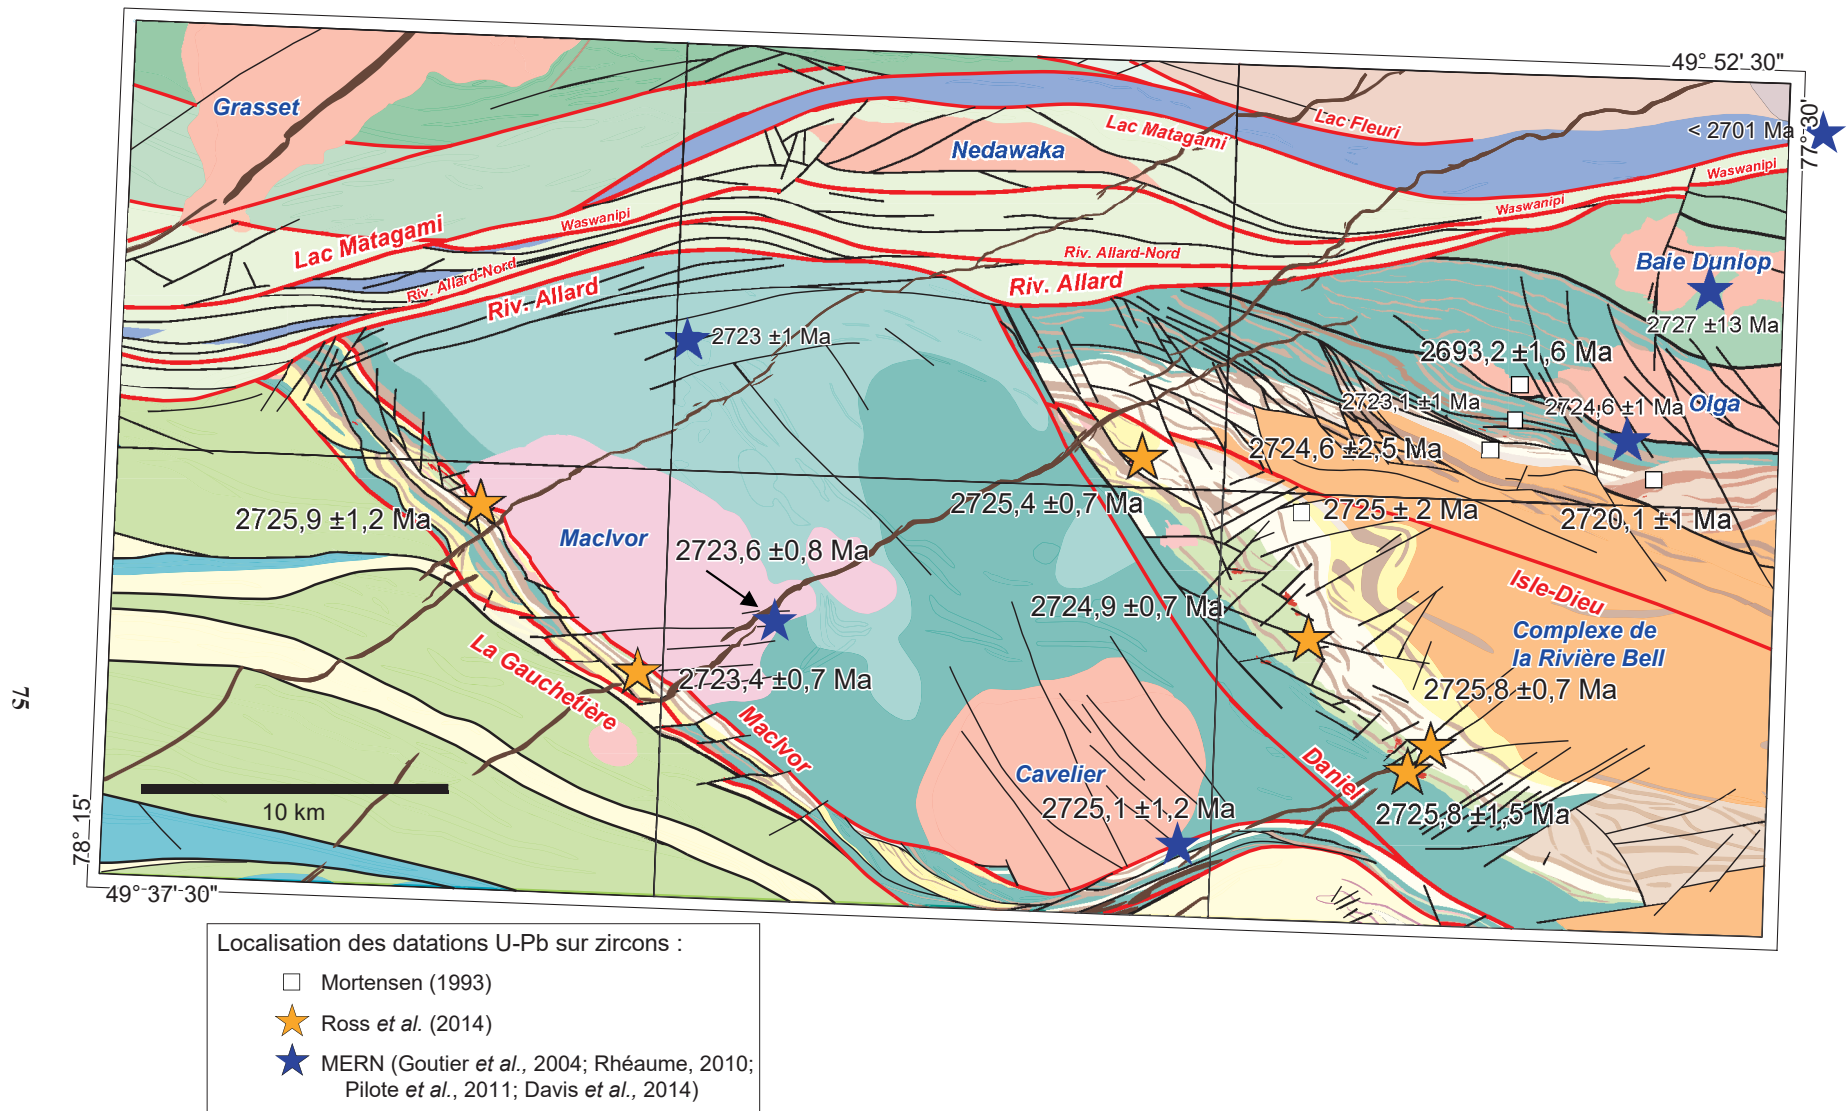 49° 52' 30"
77° 30'
Grasset
Lac Fleuri
Lac Matagami
Nedawaka
< 2701 Ma
Waswanipi
Waswanipi
Waswanipi
Lac Matagami
Riv. Allard-Nord
Riv. Allard-Nord
Riv. Allard
Riv. Allard
Baie Dunlop
2727 ±13 Ma
2723 ±1 Ma
2693,2 ±1,6 Ma
2723,1 ±1 Ma
2724,6 ±1 Ma
Olga
2724,6 ±2,5 Ma
2725,4 ±0,7 Ma
2725 ± 2 Ma
2720,1 ±1 Ma
2725,9 ±1,2 Ma
MacIvor
2723,6 ±0,8 Ma
Isle-Dieu
2724,9 ±0,7 Ma
Complexe de
la Rivière Bell
La Gauchetière
2723,4 ±0,7 Ma
2725,8 ±0,7 Ma
MacIvor
Daniel
Cavelier
2725,1 ±1,2 Ma
2725,8 ±1,5 Ma
10 km
75
78° 15'
49° 37' 30"
Localisation des datations U-Pb sur zircons :
Mortensen (1993)
Ross et al. (2014)
MERN (Goutier et al., 2004; Rhéaume, 2010;
Pilote et al., 2011; Davis et al., 2014)